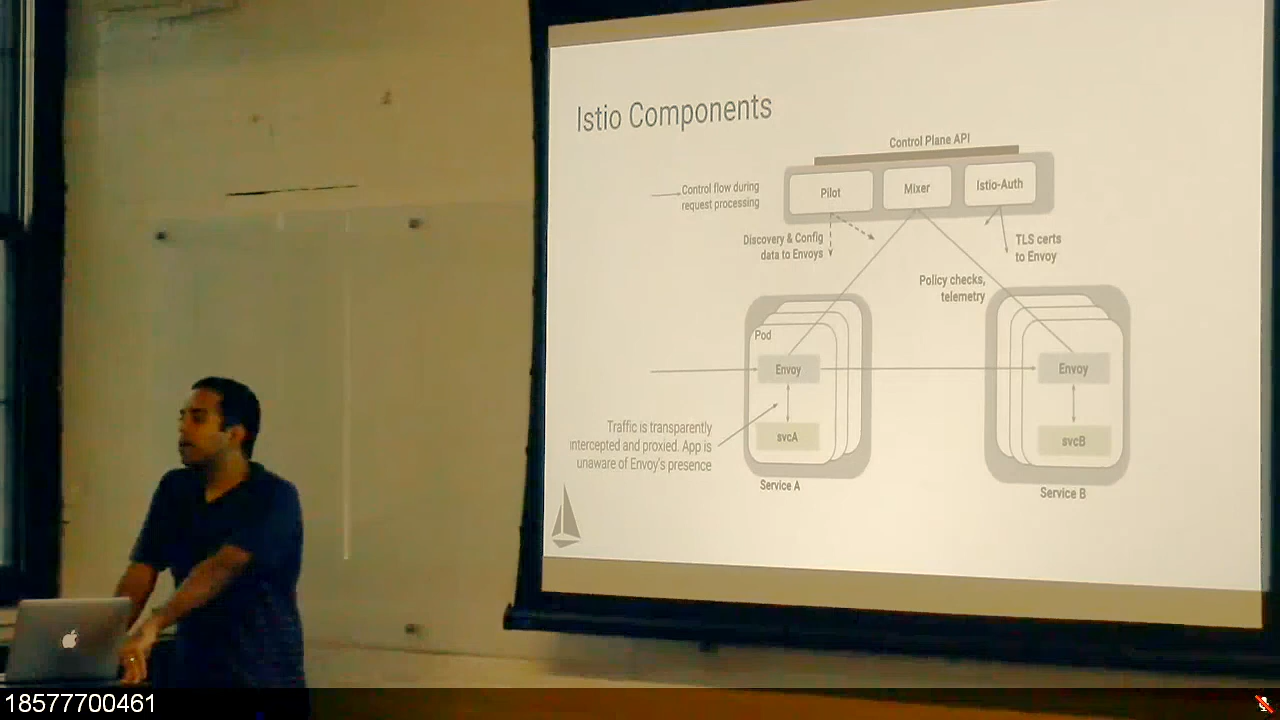 Istio Components
Control Plane API
Control flow during
request processing
Pilot
Mixer
Istio-Auth
Discovery & Config
data to Envoys
TLS certs
to Envoy
Policy checks,
telemetry
Pod
Envoy
Envoy
Traffic is transparently
intercepted and proxied. App is
unaware of Envoy's presence
svcA
svcB
Service A
Service B
18577700461